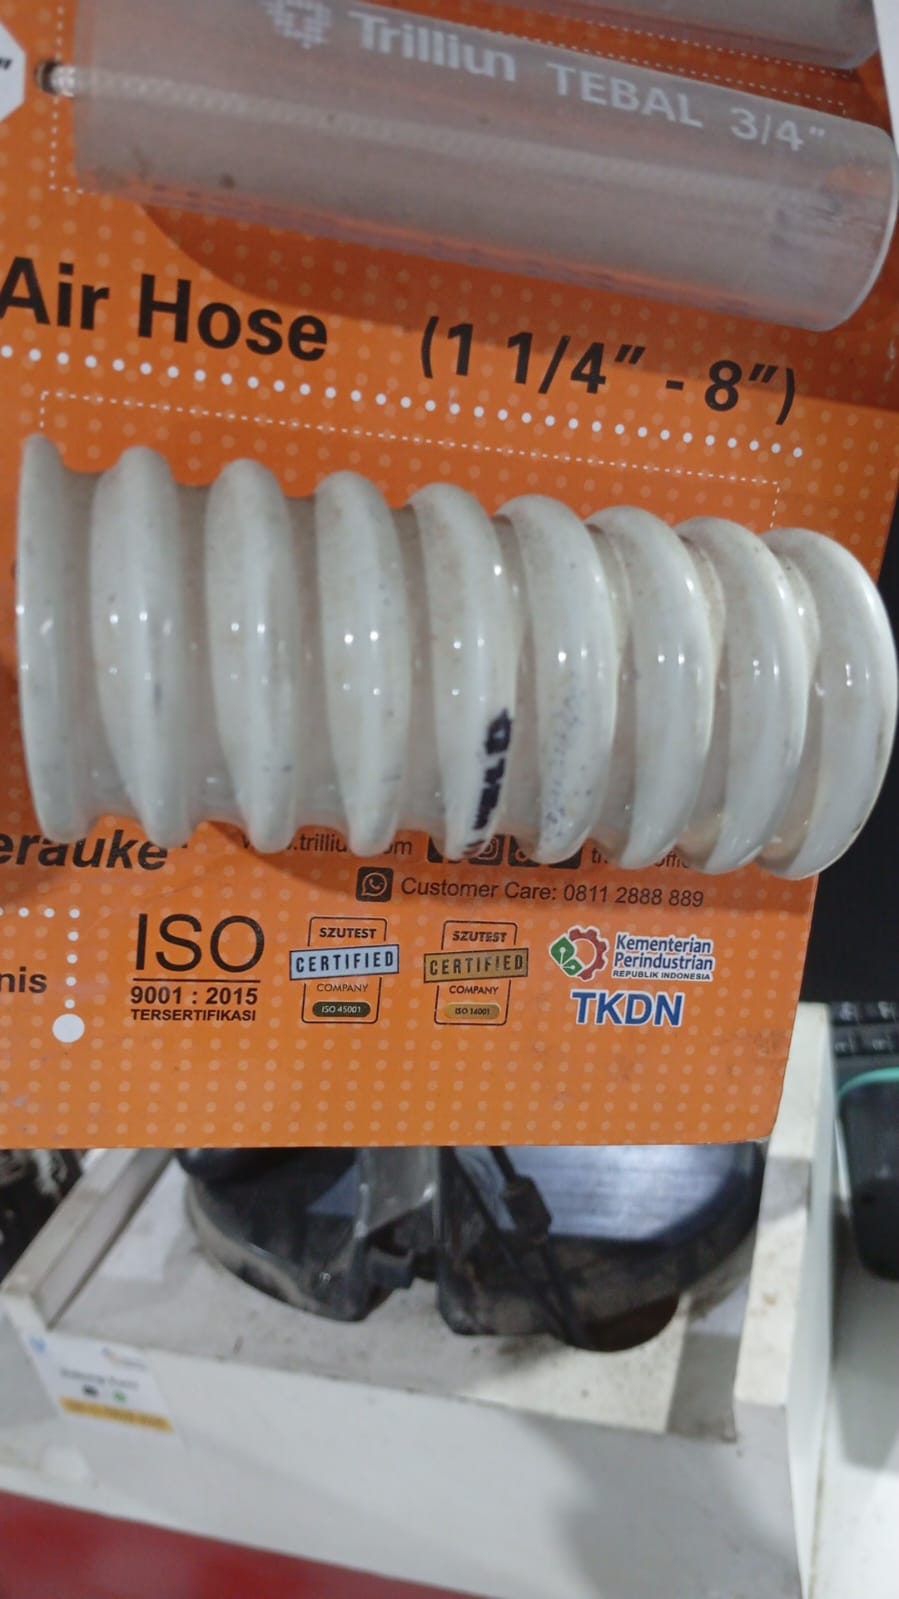 Trilliun TEBAL 3/4"
Air Hose (1 1/4" - 8")
erauke"
Customer Care: 0811 2888 889
nis
ISO
9001 : 2015
TERSERTIFIKASI
SZUTEST
CERTIFIED
COMPANY
ISO 45001
SZUTEST
CERTIFIED
COMPANY
ISO 14001
Kementerian
Perindustrian
REPUBLIK INDONESIA
TKDN